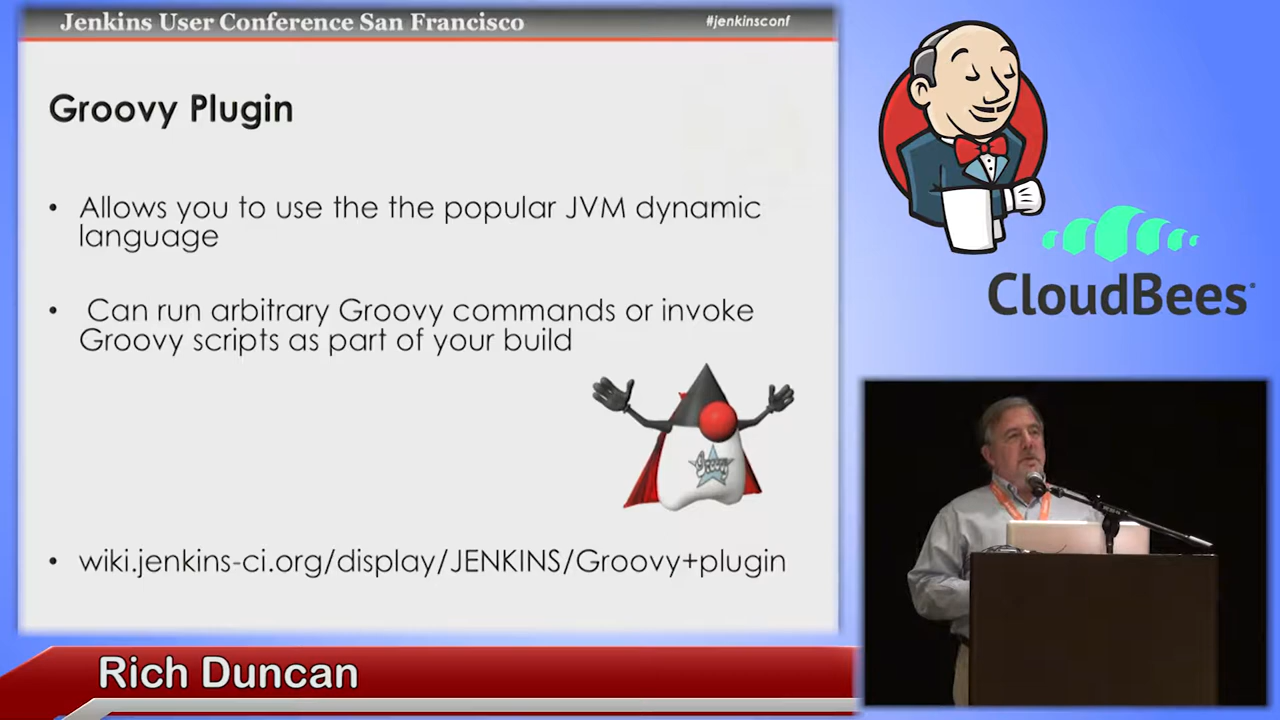 Jenkins User Conference San Francisco
#jenkinsconf
Groovy Plugin
• Allows you to use the the popular JVM dynamic
language
• Can run arbitrary Groovy commands or invoke
Groovy scripts as part of your build
Groovy
• wiki.jenkins-ci.org/display/JENKINS/Groovy+plugin
CloudBees
Rich Duncan